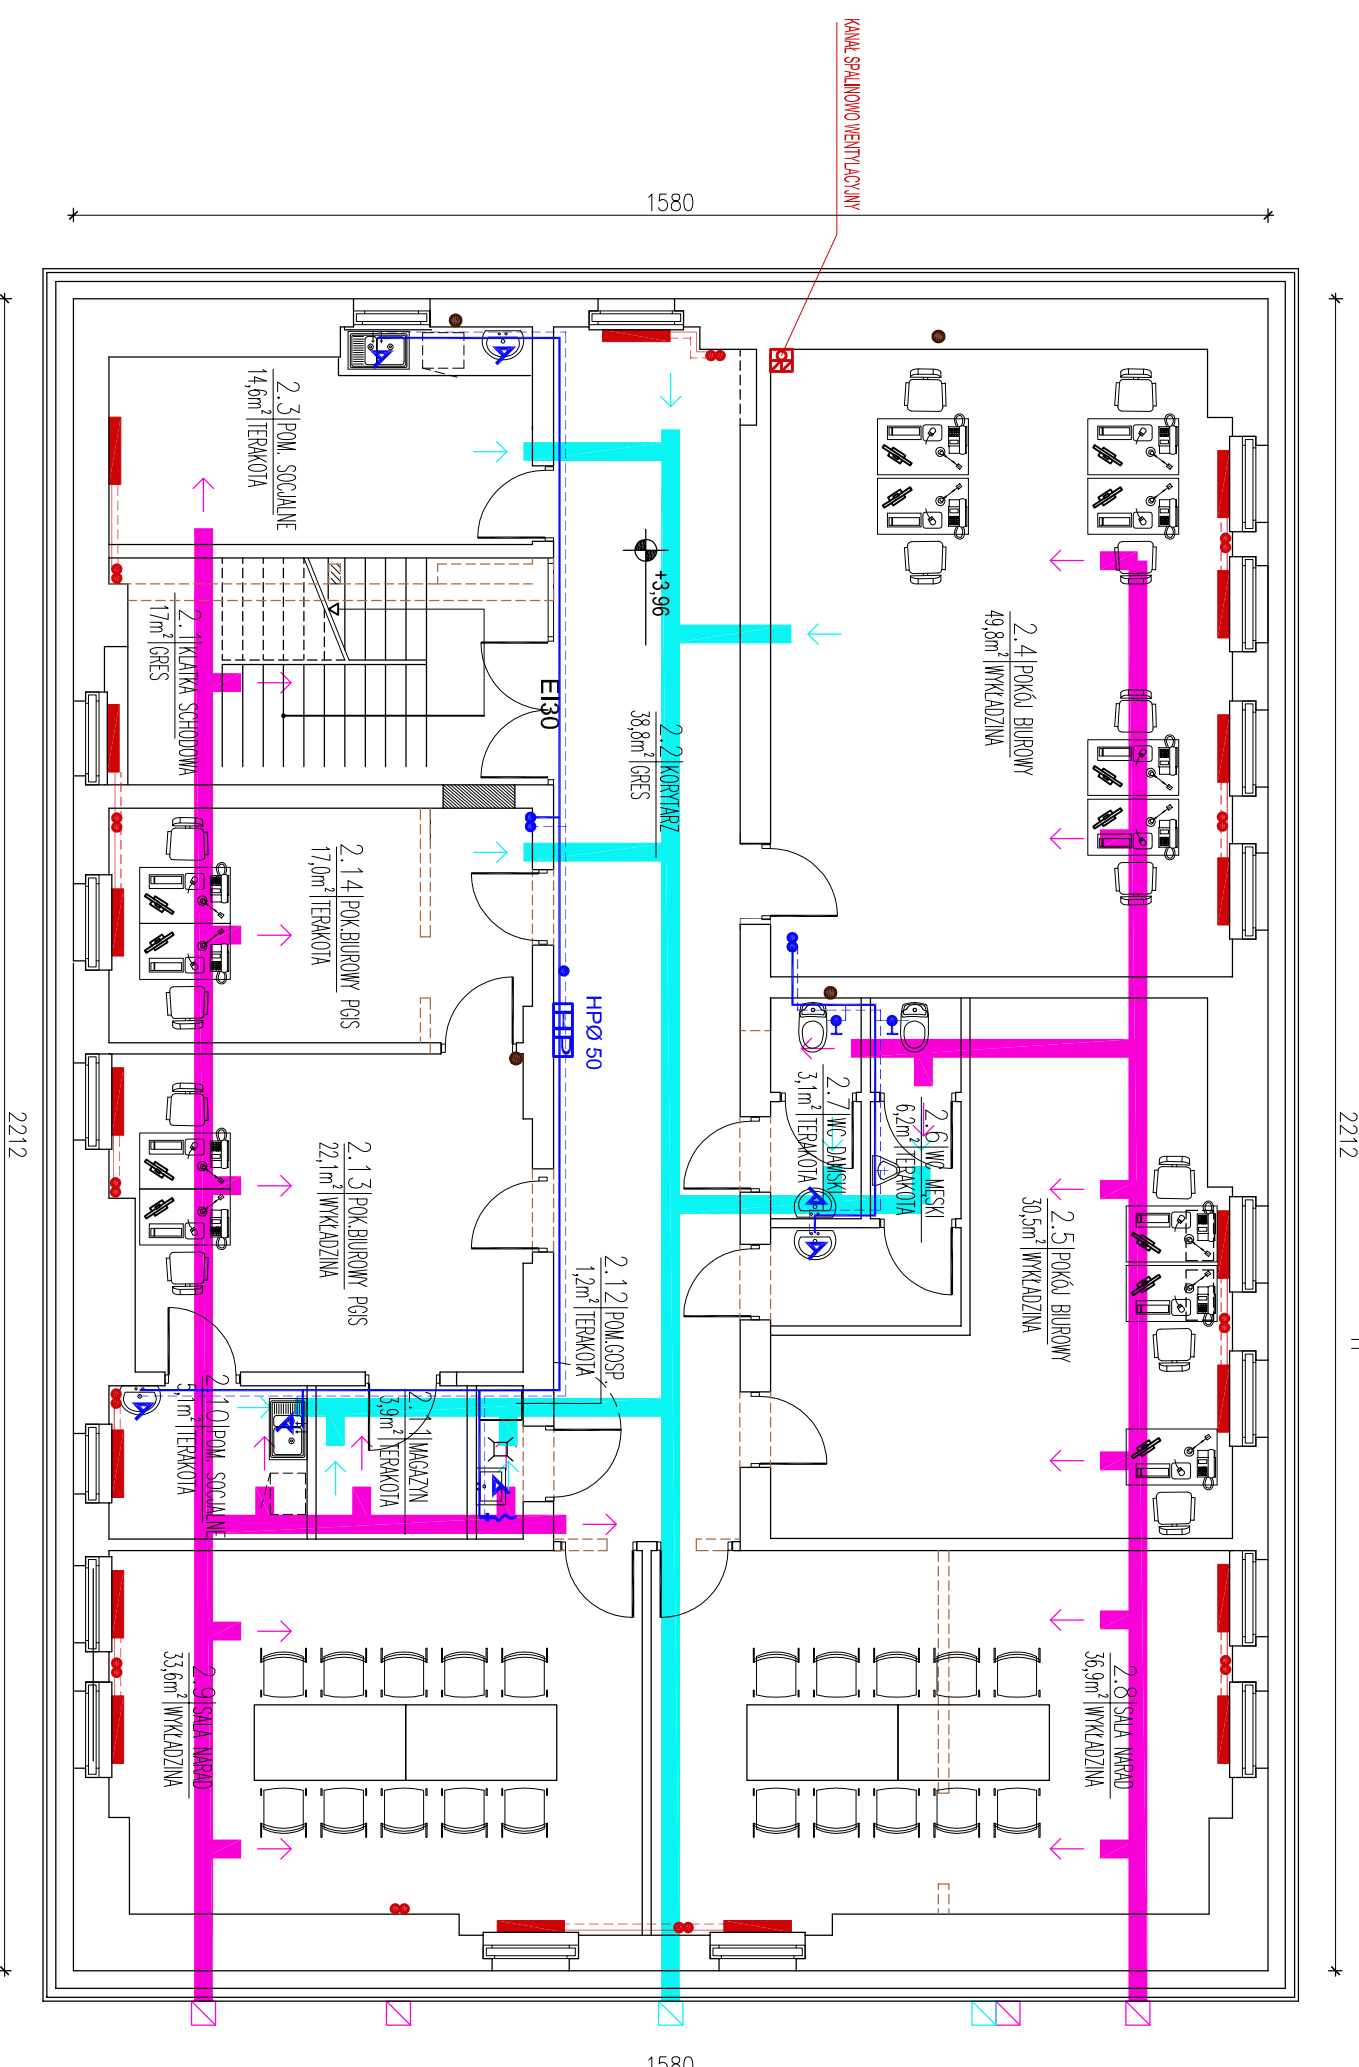 KANAŁ SPALINOWO WENTYLACYJNY
1580
2212
2212
1580
2.3 POM. SOCJALNE
14,6m² TERAKOTA
2.4 POKÓJ BIUROWY
49,8m² WYKŁADZINA
+3,96
2.1 KLATKA SCHODOWA
17m² GRES
EI30
2.2 KORYTARZ
38,8m² GRES
2.14 POK.BIUROWY PGIS
17,0m² TERAKOTA
HPØ 50
HP
2.7 WC DAMSKI
3,1m² TERAKOTA
2.6 WC MĘSKI
6,2m² TERAKOTA
2.5 POKÓJ BIUROWY
30,5m² WYKŁADZINA
2.13 POK.BIUROWY PGIS
22,1m² WYKŁADZINA
2.12 POM.GOSP.
1,2m² TERAKOTA
2.10 POM. SOCJALNE
5,1m² TERAKOTA
2.11 MAGAZYN
3,9m² TERAKOTA
2.9 SALA NARAD
33,6m² WYKŁADZINA
2.8 SALA NARAD
36,9m² WYKŁADZINA